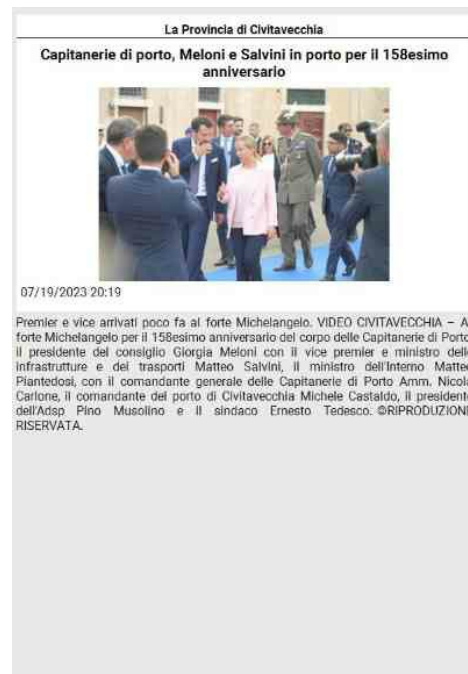 La Provincia di Civitavecchia
Capitanerie di porto, Meloni e Salvini in porto per il 158esimo
anniversario
07/19/2023 20:19
Premier e vice arrivati poco fa al forte Michelangelo. VIDEO CIVITAVECCHIA – A
forte Michelangelo per il 158esimo anniversario del corpo delle Capitanerie di Porto
il presidente del consiglio Giorgia Meloni con il vice premier e ministro delle
infrastrutture e dei trasporti Matteo Salvini, il ministro dell'Interno Matteo
Piantedosi, con il comandante generale delle Capitanerie di Porto Amm. Nicola
Carlone, il comandante del porto di Civitavecchia Michele Castaldo, il presidente
dell'Adsp Pino Musolino e il sindaco Ernesto Tedesco. ©RIPRODUZIONE
RISERVATA.